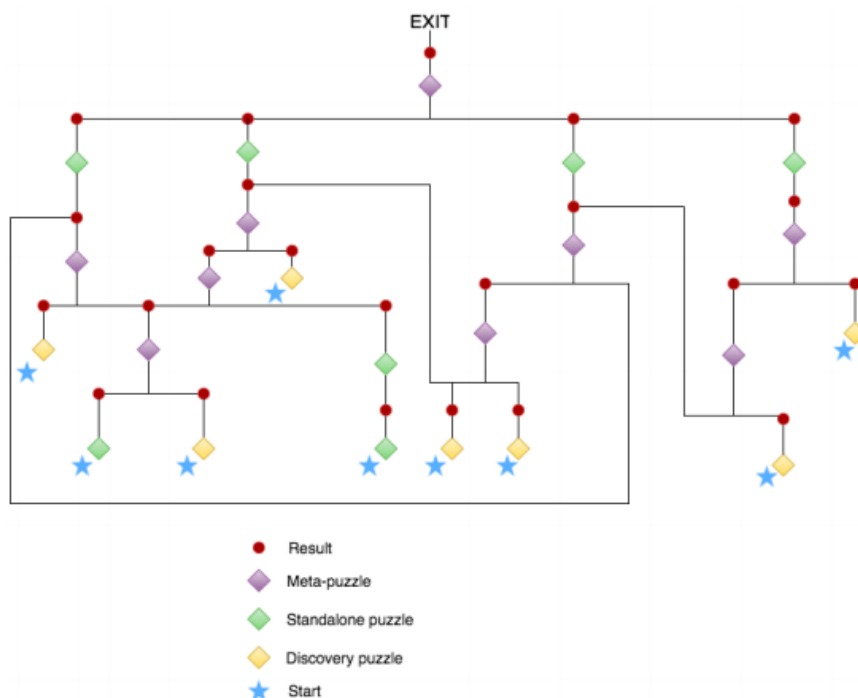 EXIT
Result
Meta-puzzle
Standalone puzzle
Discovery puzzle
Start